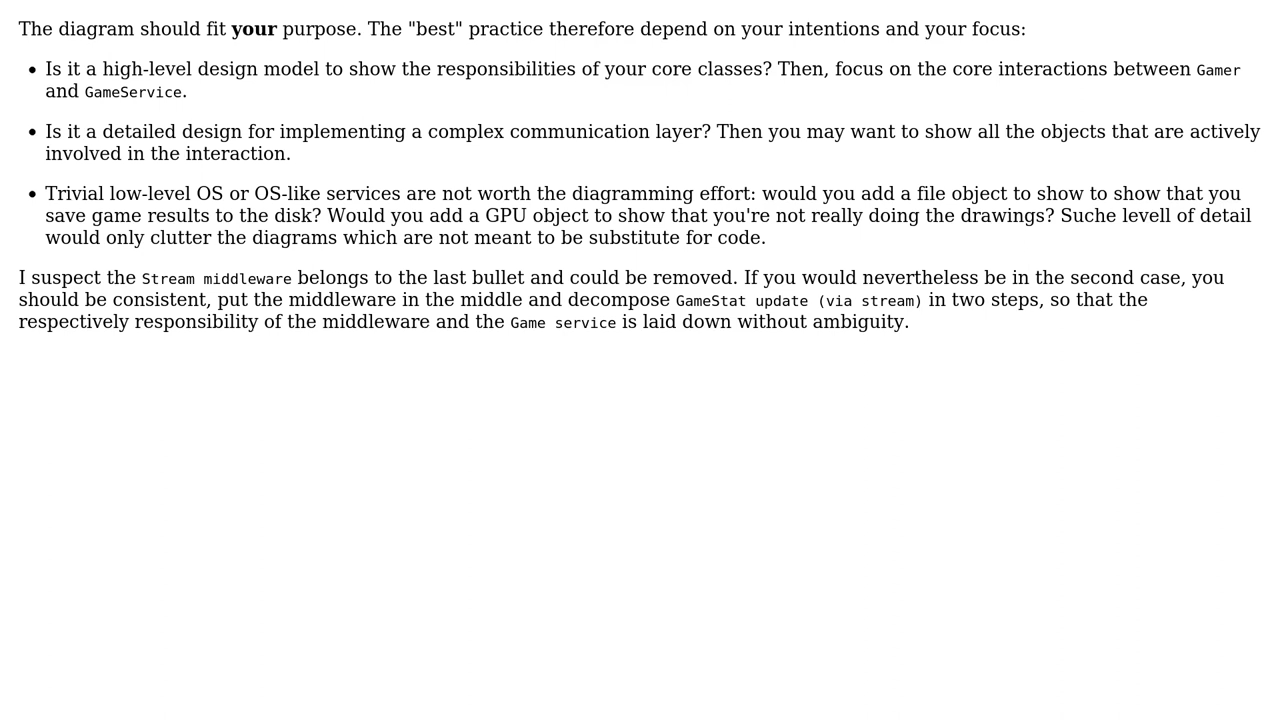 The diagram should fit your purpose. The "best" practice therefore depend on your intentions and your focus:
• Is it a high-level design model to show the responsibilities of your core classes? Then, focus on the core interactions between Gamer
and GameService.
• Is it a detailed design for implementing a complex communication layer? Then you may want to show all the objects that are actively
involved in the interaction.
• Trivial low-level OS or OS-like services are not worth the diagramming effort: would you add a file object to show to show that you
save game results to the disk? Would you add a GPU object to show that you're not really doing the drawings? Suche levell of detail
would only clutter the diagrams which are not meant to be substitute for code.
I suspect the Stream middleware belongs to the last bullet and could be removed. If you would nevertheless be in the second case, you
should be consistent, put the middleware in the middle and decompose GameStat update (via stream) in two steps, so that the
respectively responsibility of the middleware and the Game service is laid down without ambiguity.